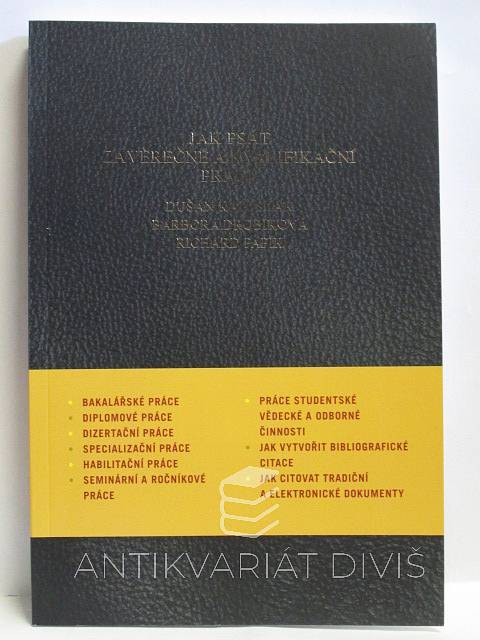 JAK PSÁT
ZÁVĚREČNÉ A KVALIFIKAČNÍ
PRÁCE
DUŠAN
BARBORA DROBÍKOVÁ
RICHARD PAPÍK
• BAKALÁŘSKÉ PRÁCE
• DIPLOMOVÉ PRÁCE
• DIZERTAČNÍ PRÁCE
• SPECIALIZAČNÍ PRÁCE
• HABILITAČNÍ PRÁCE
• SEMINÁRNÍ A ROČNÍKOVÉ
PRÁCE
• PRÁCE STUDENTSKÉ
VĚDECKÉ A ODBORNÉ
ČINNOSTI
• JAK VYTVOŘIT BIBLIOGRAFICKÉ
CITACE
• JAK CITOVAT TRADIČNÍ
A ELEKTRONICKÉ DOKUMENTY
ANTIKVARIÁT DIVIŠ